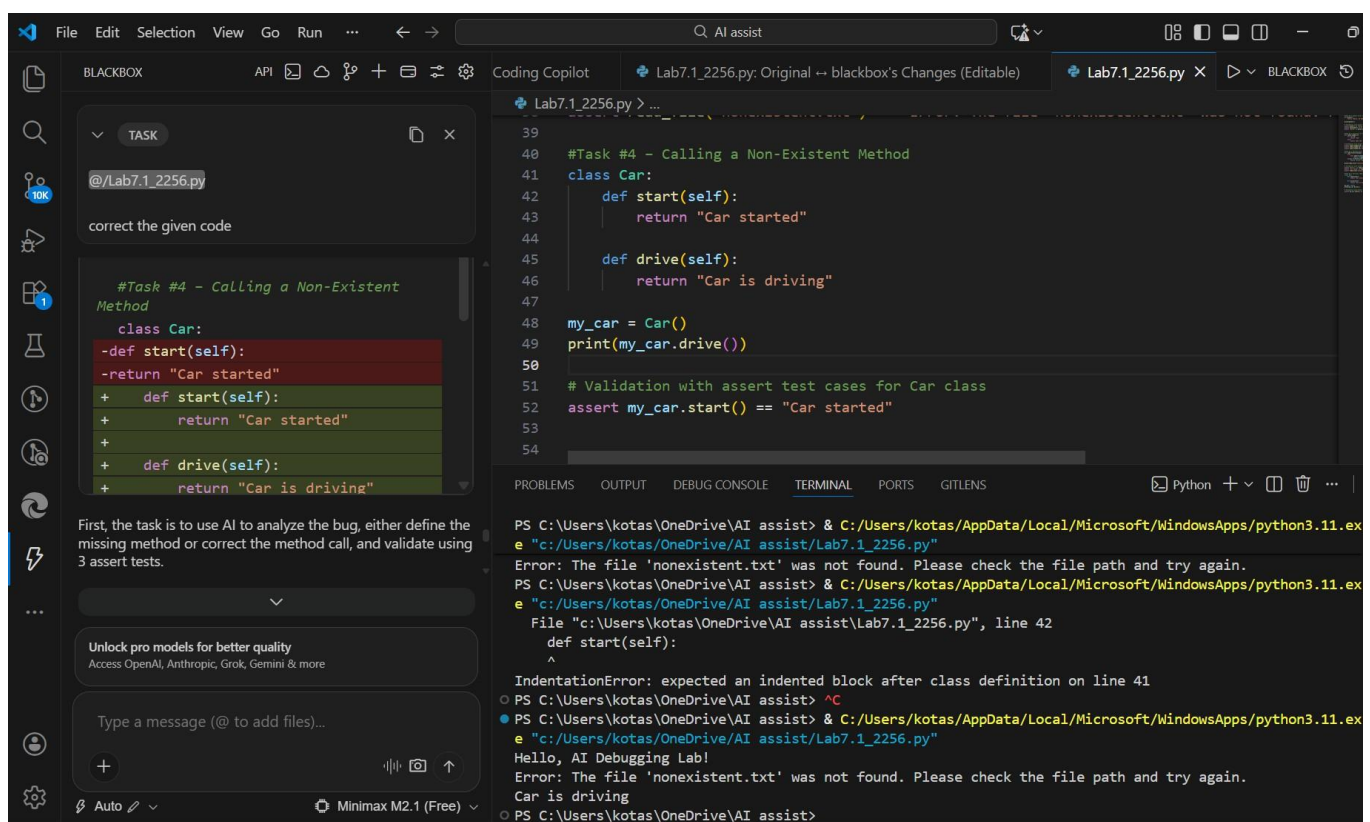 File Edit Selection View Go Run ··· ← → AI assist
BLACKBOX API
TASK
@/Lab7.1_2256.py
correct the given code
#Task #4 – Calling a Non-Existent
Method
class Car:
-def start(self):
-return "Car started"
+ def start(self):
+ return "Car started"
+
+ def drive(self):
+ return "Car is driving"
First, the task is to use AI to analyze the bug, either define the
missing method or correct the method call, and validate using
3 assert tests.
Unlock pro models for better quality
Access OpenAI, Anthropic, Grok, Gemini & more
Type a message (@ to add files)...
Auto Minimax M2.1 (Free)
10K
1
Coding Copilot Lab7.1_2256.py: Original ↔ blackbox's Changes (Editable) Lab7.1_2256.py × BLACKBOX
Lab7.1_2256.py > ...
39
40 #Task #4 – Calling a Non-Existent Method
41 class Car:
42 def start(self):
43 return "Car started"
44
45 def drive(self):
46 return "Car is driving"
47
48 my_car = Car()
49 print(my_car.drive())
50
51 # Validation with assert test cases for Car class
52 assert my_car.start() == "Car started"
53
54
PROBLEMS OUTPUT DEBUG CONSOLE TERMINAL PORTS GITLENS Python
PS C:\Users\kotas\OneDrive\AI assist> & C:/Users/kotas/AppData/Local/Microsoft/WindowsApps/python3.11.ex
e "c:/Users/kotas/OneDrive/AI assist/Lab7.1_2256.py"
Error: The file 'nonexistent.txt' was not found. Please check the file path and try again.
PS C:\Users\kotas\OneDrive\AI assist> & C:/Users/kotas/AppData/Local/Microsoft/WindowsApps/python3.11.ex
e "c:/Users/kotas/OneDrive/AI assist/Lab7.1_2256.py"
File "c:\Users\kotas\OneDrive\AI assist\Lab7.1_2256.py", line 42
def start(self):
^
IndentationError: expected an indented block after class definition on line 41
PS C:\Users\kotas\OneDrive\AI assist> ^C
PS C:\Users\kotas\OneDrive\AI assist> & C:/Users/kotas/AppData/Local/Microsoft/WindowsApps/python3.11.ex
e "c:/Users/kotas/OneDrive/AI assist/Lab7.1_2256.py"
Hello, AI Debugging Lab!
Error: The file 'nonexistent.txt' was not found. Please check the file path and try again.
Car is driving
PS C:\Users\kotas\OneDrive\AI assist>